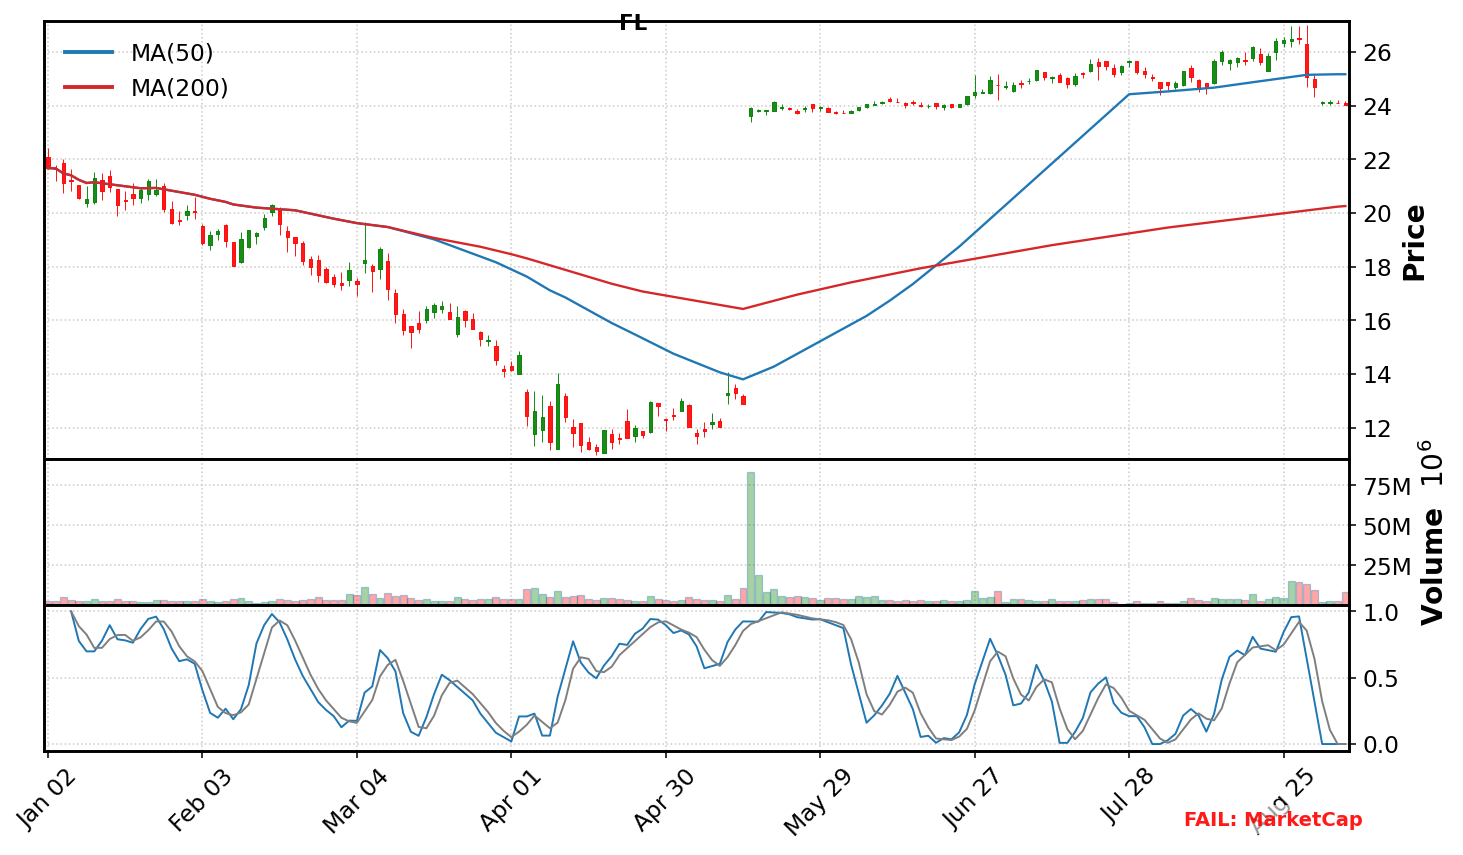 FL
MA(50)
MA(200)
26
24
22
20
18
16
14
12
Price
75M
50M
25M
Volume 10⁶
1.0
0.5
0.0
Jan 02
Feb 03
Mar 04
Apr 01
Apr 30
May 29
Jun 27
Jul 28
Aug 25
FAIL: MarketCap